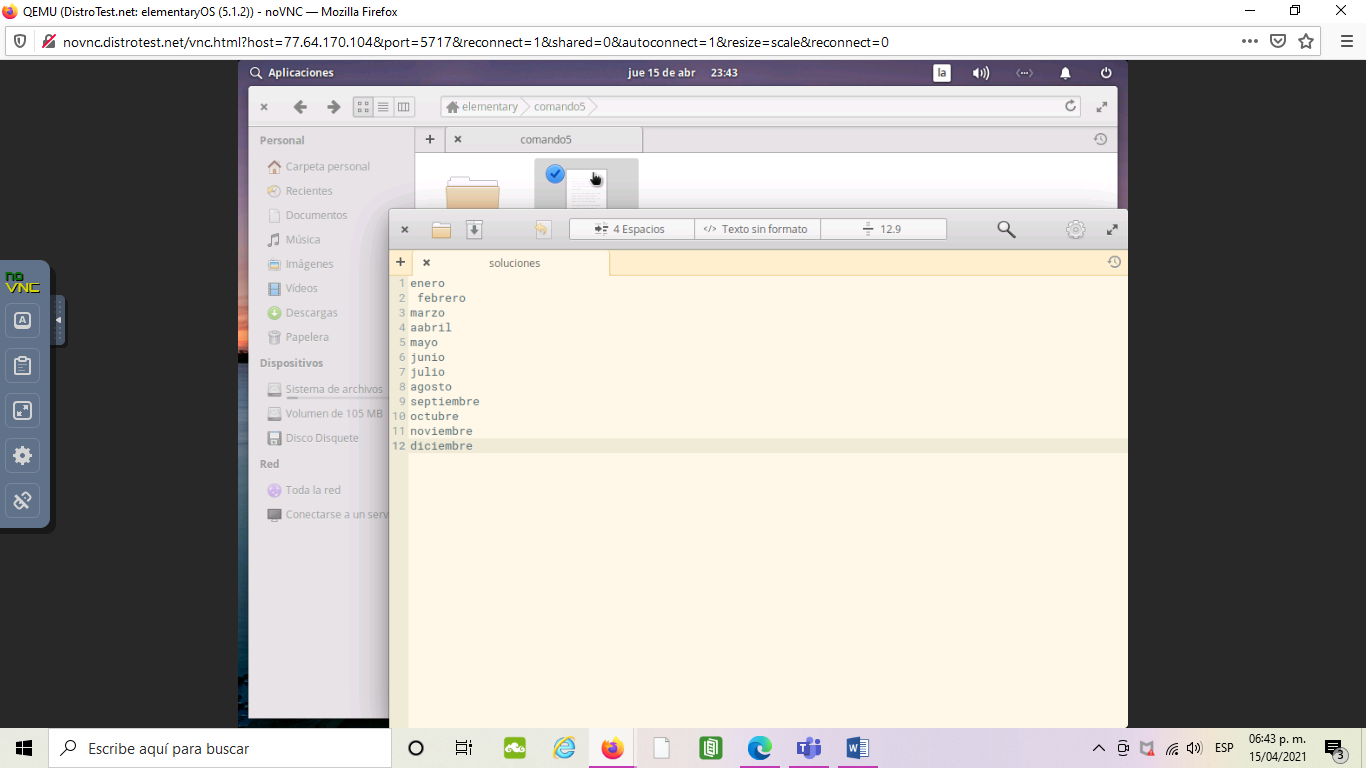 QEMU (DistroTest.net: elementaryOS (5.1.2)) - noVNC — Mozilla Firefox
novnc.distrotest.net/vnc.html?host=77.64.170.104&port=5717&reconnect=1&shared=0&autoconnect=1&resize=scale&reconnect=0
Aplicaciones
jue 15 de abr 23:43
la
elementary
comando5
Personal
comando5
Carpeta personal
Recientes
Documentos
Música
Imágenes
Vídeos
Descargas
Papelera
Dispositivos
Sistema de archivos
Volumen de 105 MB
Disco Disquete
Red
Toda la red
Conectarse a un serv
no
VNC
A
4 Espacios
</> Texto sin formato
12.9
soluciones
1 enero
2  febrero
3 marzo
4 aabril
5 mayo
6 junio
7 julio
8 agosto
9 septiembre
10 octubre
11 noviembre
12 diciembre
Escribe aquí para buscar
ESP
06:43 p. m.
15/04/2021
3